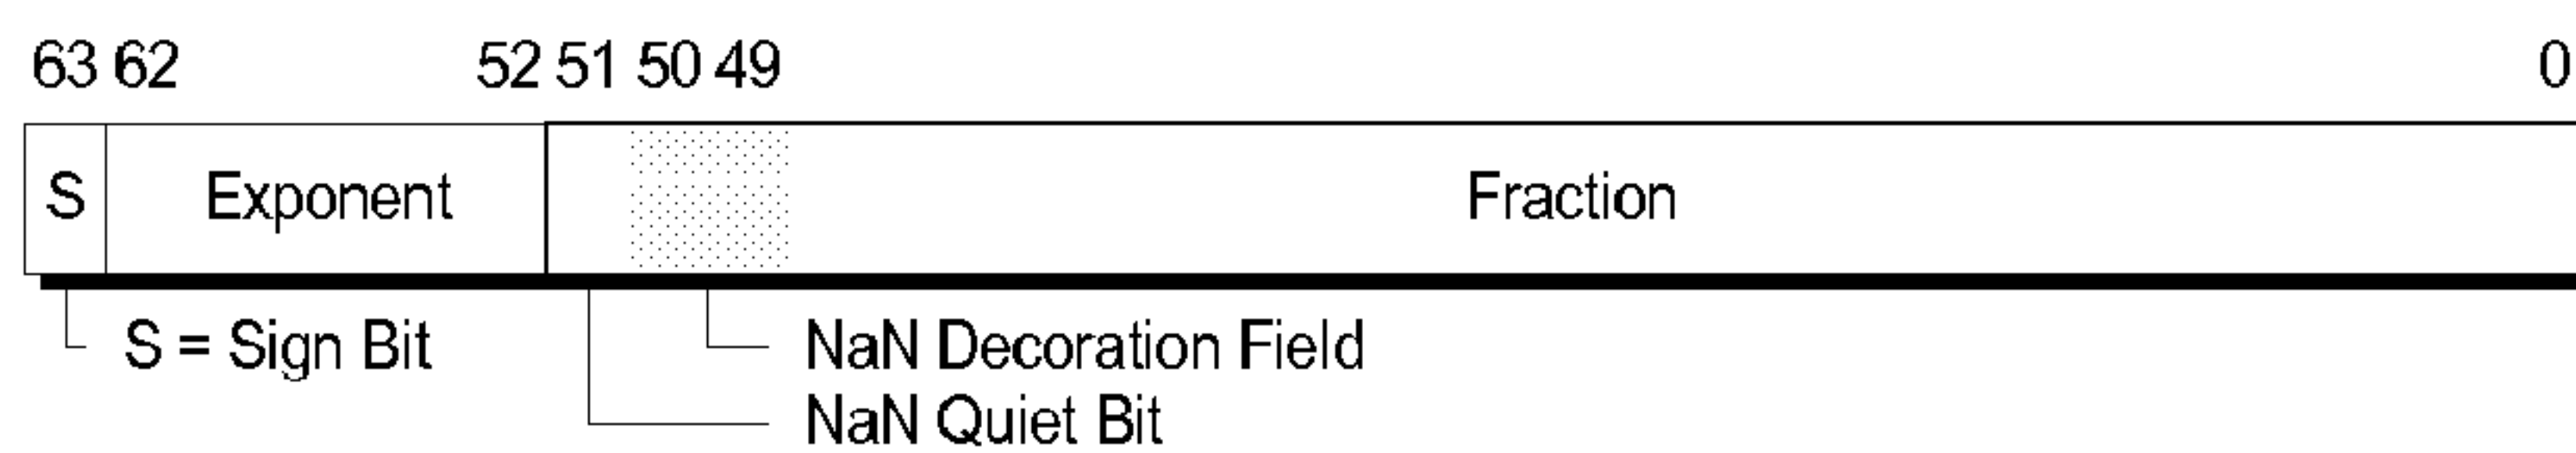 63 62 52 51 50 49 0
S Exponent Fraction
S = Sign Bit NaN Decoration Field
NaN Quiet Bit